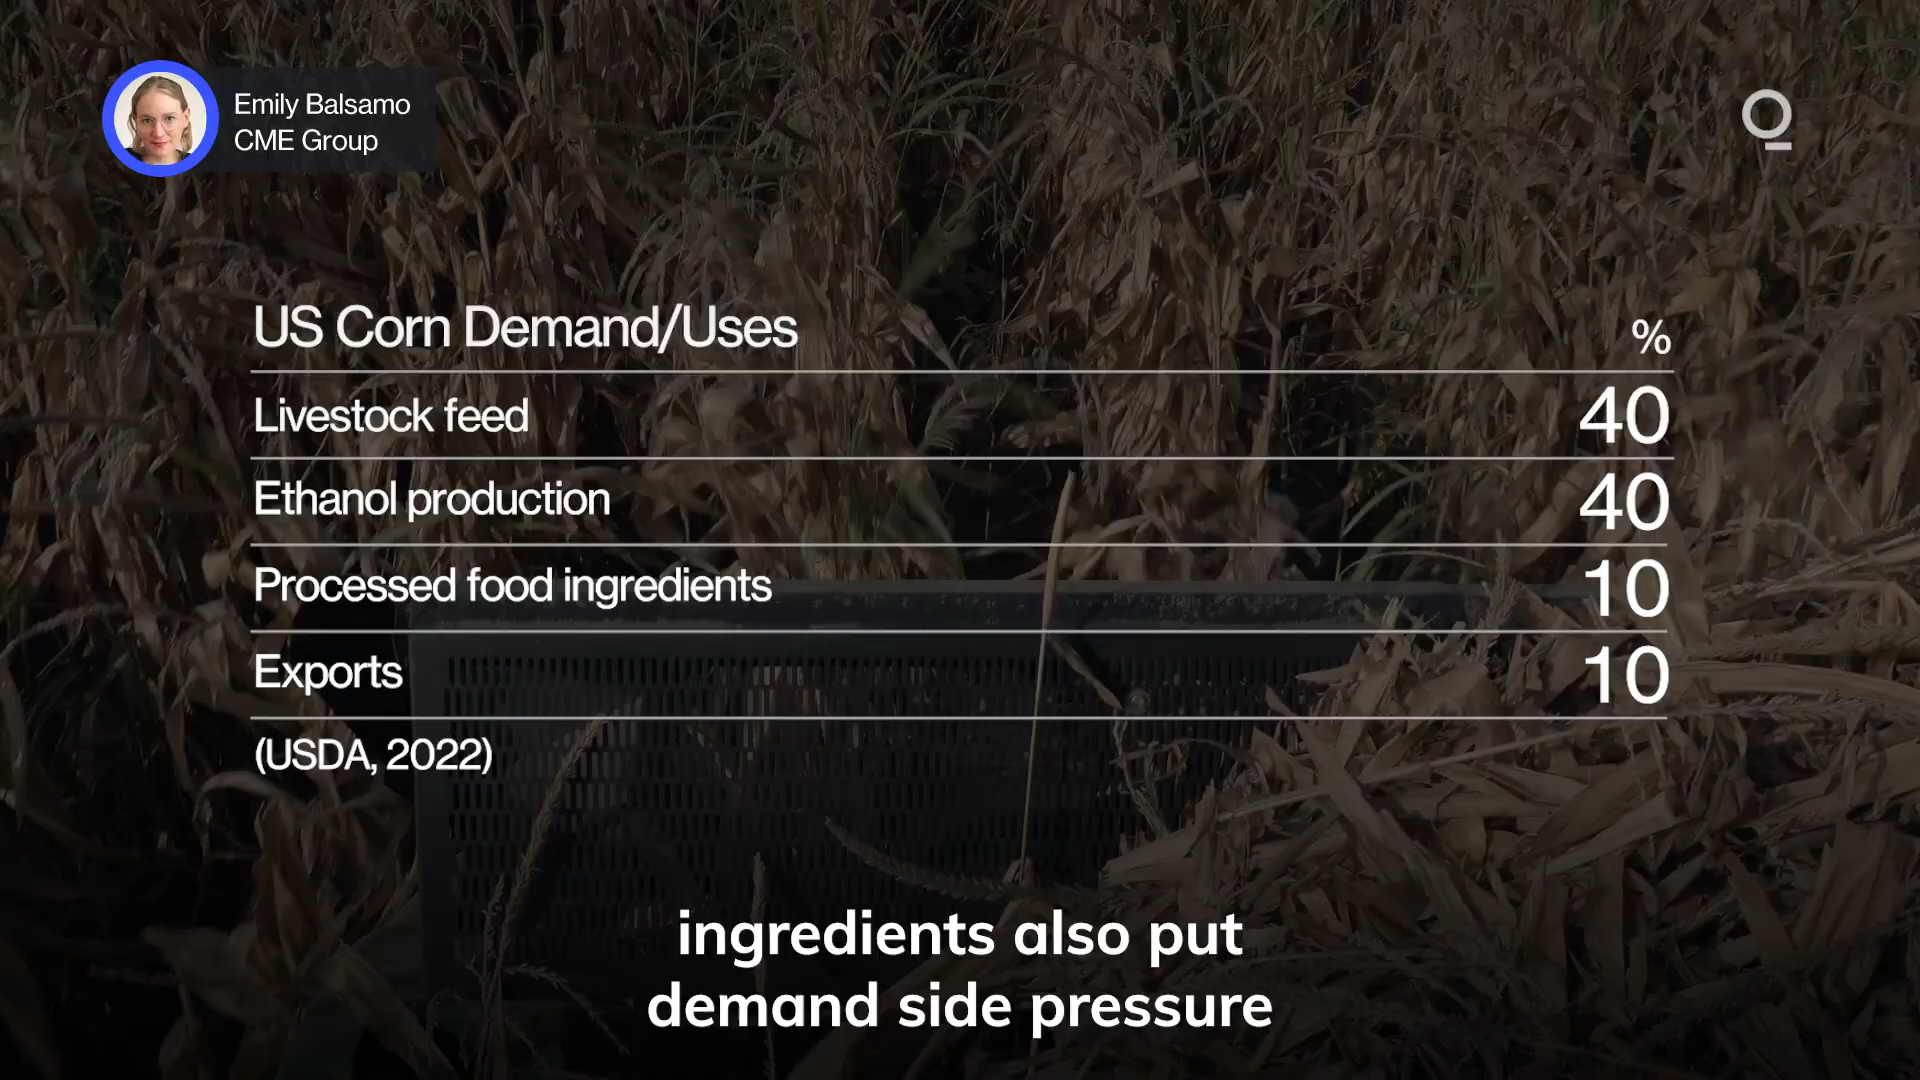 Emily Balsamo
CME Group
US Corn Demand/Uses %
Livestock feed 40
Ethanol production 40
Processed food ingredients 10
Exports 10
(USDA, 2022)
ingredients also put
demand side pressure